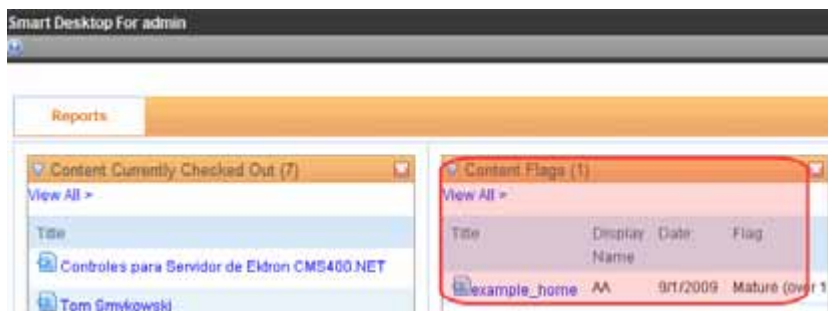 Smart Desktop For admin
Reports
Content Currently Checked Out (7)
View All >
Title
Controles para Servidor de Ektron CMS400.NET
Tom Smykowski
Content Flags (1)
View All >
Title Display Name Date Flag
example_home AA 9/1/2009 Mature (over 1